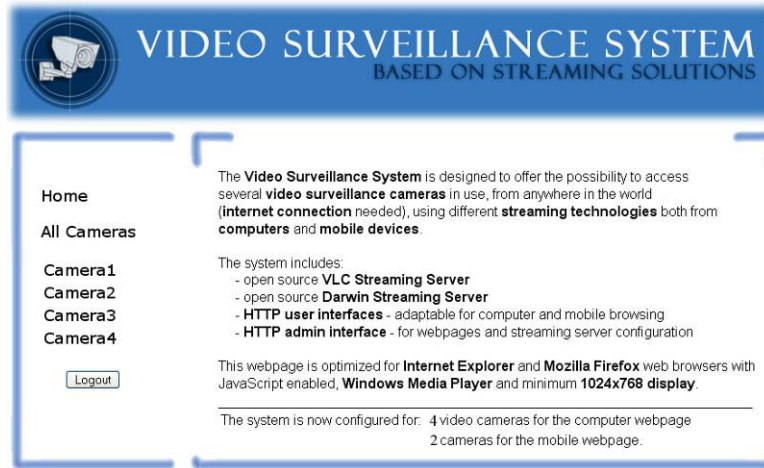 VIDEO SURVEILLANCE SYSTEM
BASED ON STREAMING SOLUTIONS
Home
All Cameras
Camera1
Camera2
Camera3
Camera4
Logout
The Video Surveillance System is designed to offer the possibility to access
several video surveillance cameras in use, from anywhere in the world
(internet connection needed), using different streaming technologies both from
computers and mobile devices.
The system includes:
- open source VLC Streaming Server
- open source Darwin Streaming Server
- HTTP user interfaces - adaptable for computer and mobile browsing
- HTTP admin interface - for webpages and streaming server configuration
This webpage is optimized for Internet Explorer and Mozilla Firefox web browsers with
JavaScript enabled, Windows Media Player and minimum 1024x768 display.
The system is now configured for: 4 video cameras for the computer webpage
2 cameras for the mobile webpage.